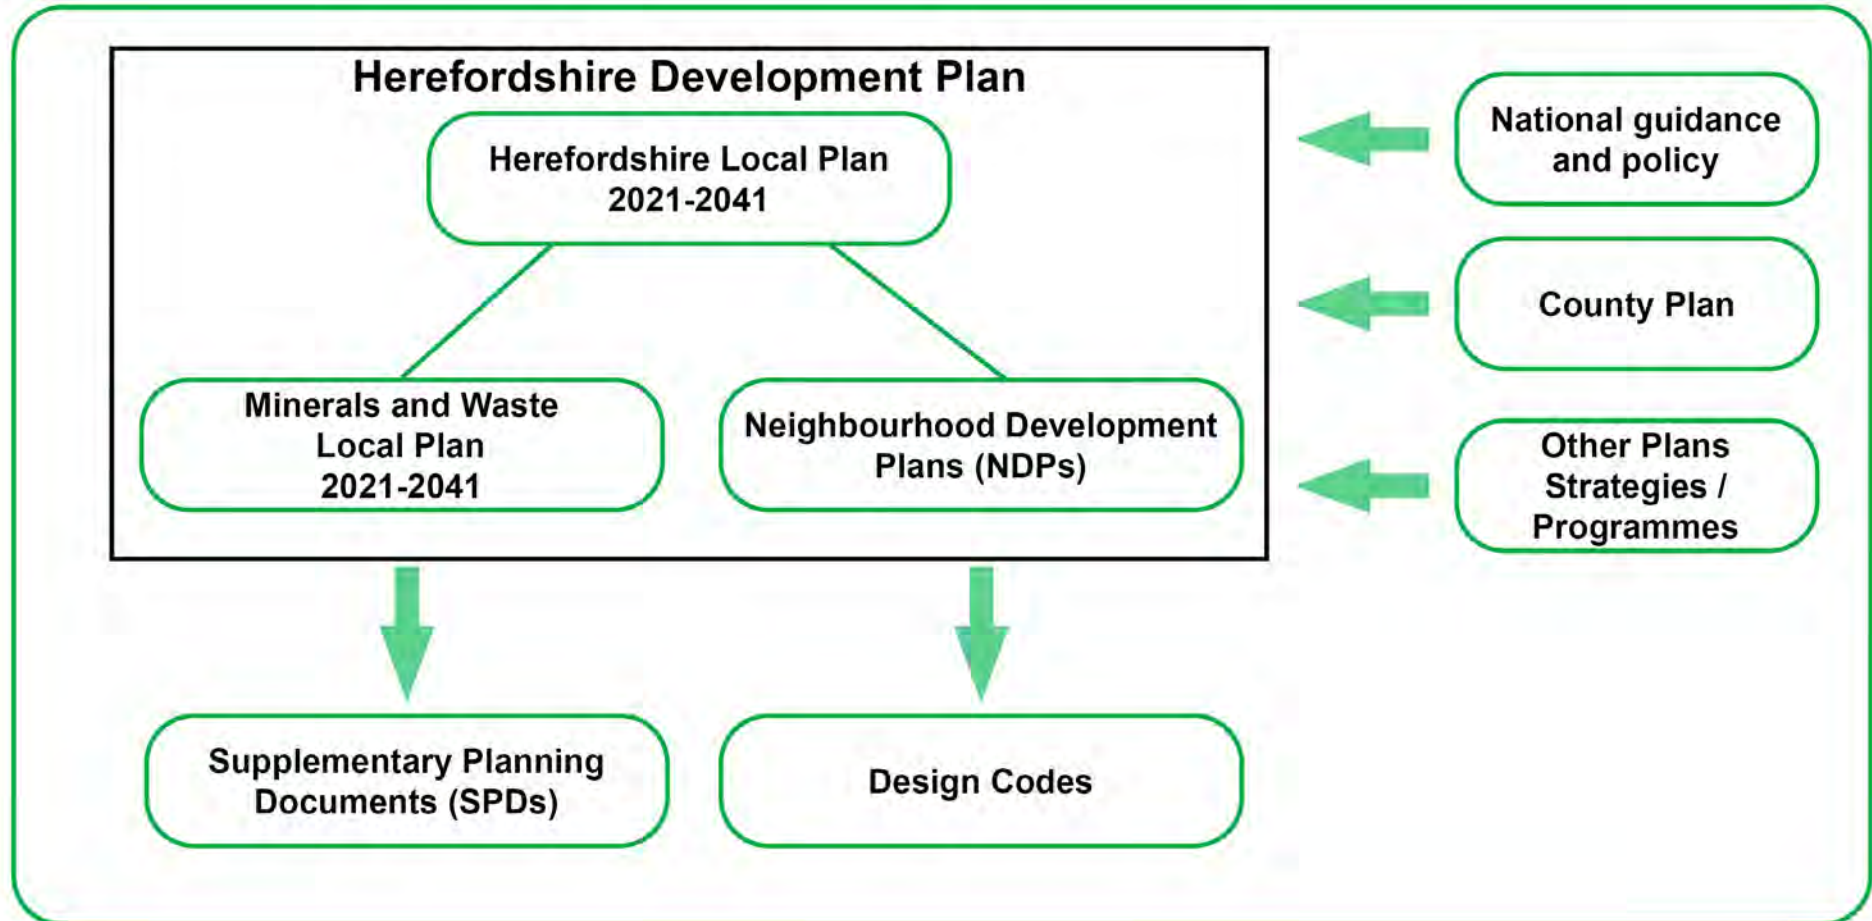 Herefordshire Development Plan
Herefordshire Local Plan
2021-2041
Minerals and Waste
Local Plan
2021-2041
Neighbourhood Development
Plans (NDPs)
National guidance
and policy
County Plan
Other Plans
Strategies /
Programmes
Supplementary Planning
Documents (SPDs)
Design Codes